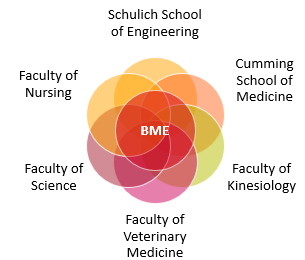 Schulich School
of Engineering
Cumming
School of
Medicine
Faculty of
Nursing
BME
Faculty of
Science
Faculty of
Kinesiology
Faculty of
Veterinary
Medicine